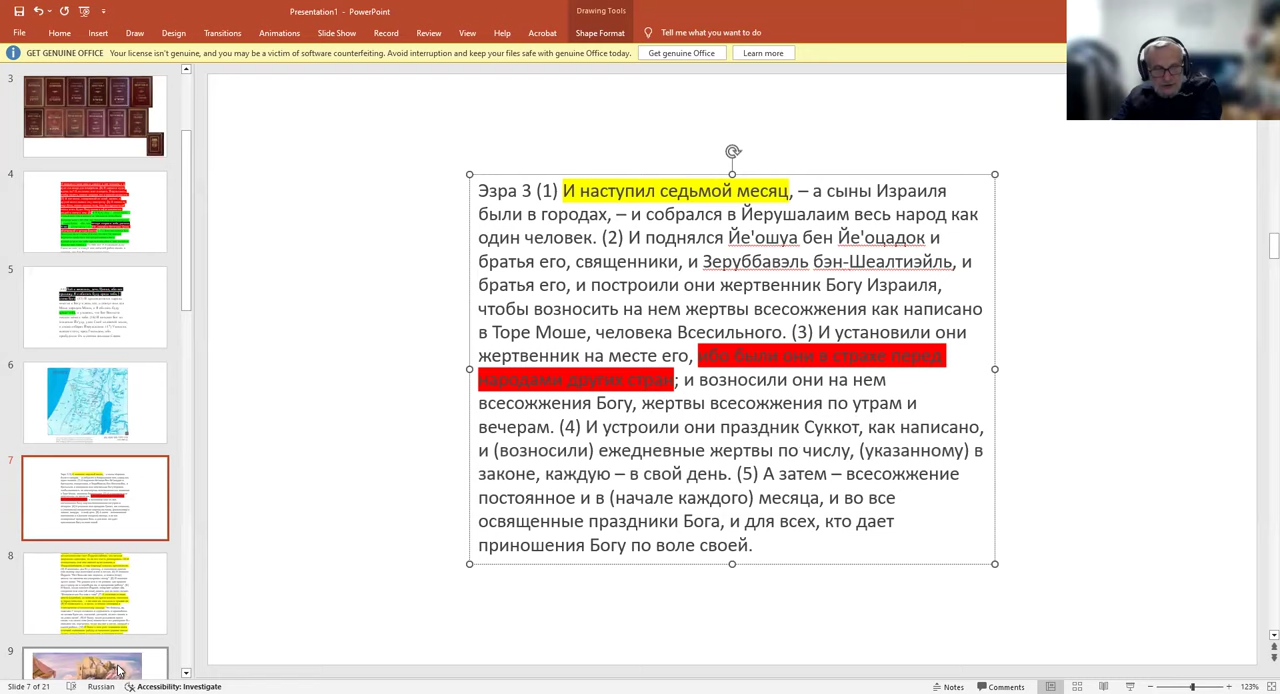 Presentation1 - PowerPoint
Drawing Tools
File Home Insert Draw Design Transitions Animations Slide Show Record Review View Help Acrobat Shape Format Tell me what you want to do
GET GENUINE OFFICE Your license isn't genuine, and you may be a victim of software counterfeiting. Avoid interruption and keep your files safe with genuine Office today. Get genuine Office Learn more
3
4
5
6
7
8
9
Эзра 3 (1) И наступил седьмой месяц, – а сыны Израиля
были в городах, – и собрался в Йерушалаим весь народ как
один человек. (2) И поднялся Йе'ошуа бен Йе'оцадок и
братья его, священники, и Зеруббавэль бэн-Шеалтиэйль, и
братья его, и построили они жертвенник Богу Израиля,
чтобы возносить на нем жертвы всесожжения как написано
в Торе Моше, человека Всесильного. (3) И установили они
жертвенник на месте его, ибо были они в страхе перед
народами других стран; и возносили они на нем
всесожжения Богу, жертвы всесожжения по утрам и
вечерам. (4) И устроили они праздник Суккот, как написано,
и (возносили) ежедневные жертвы по числу, (указанному) в
законе, каждую – в свой день. (5) А потом – всесожжение
постоянное и в (начале каждого) месяца, и во все
освященные праздники Бога, и для всех, кто дает
приношения Богу по воле своей.
Slide 7 of 21 Russian Accessibility: Investigate Notes Comments 123%